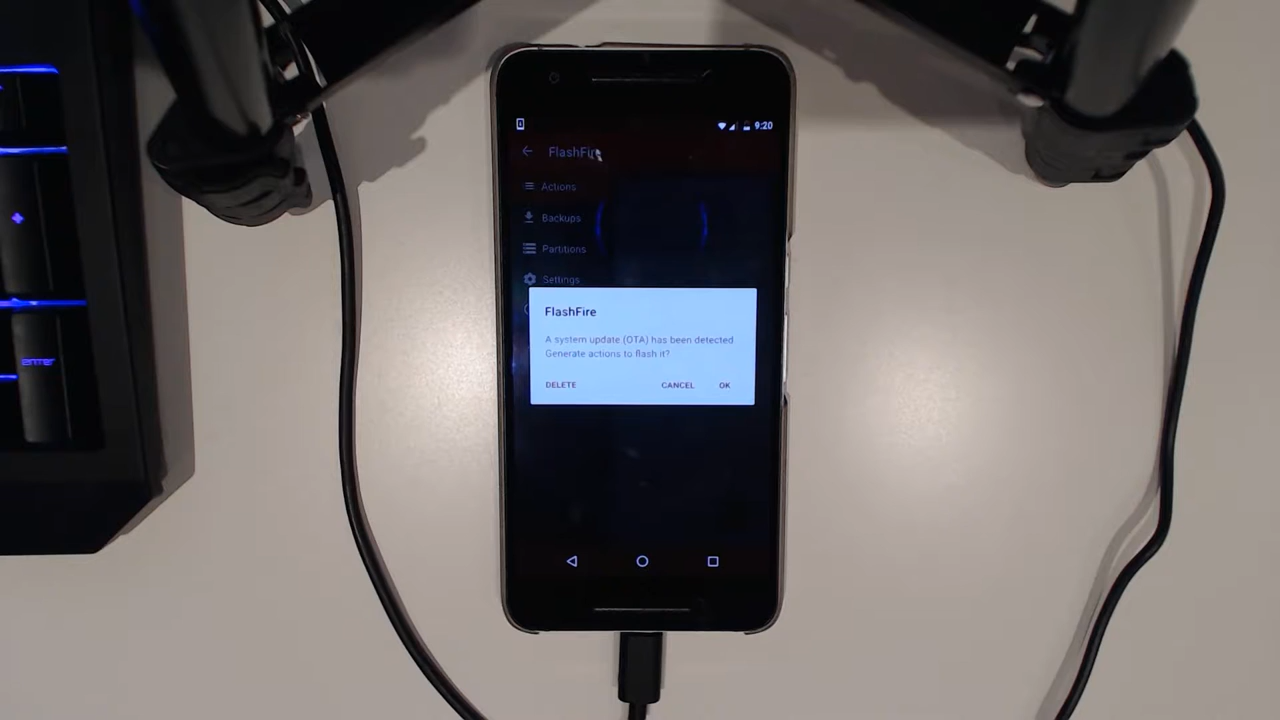 9:20
FlashFire
Actions
Backups
Partitions
Settings
FlashFire
A system update (OTA) has been detected
Generate actions to flash it?
DELETE CANCEL OK
enter